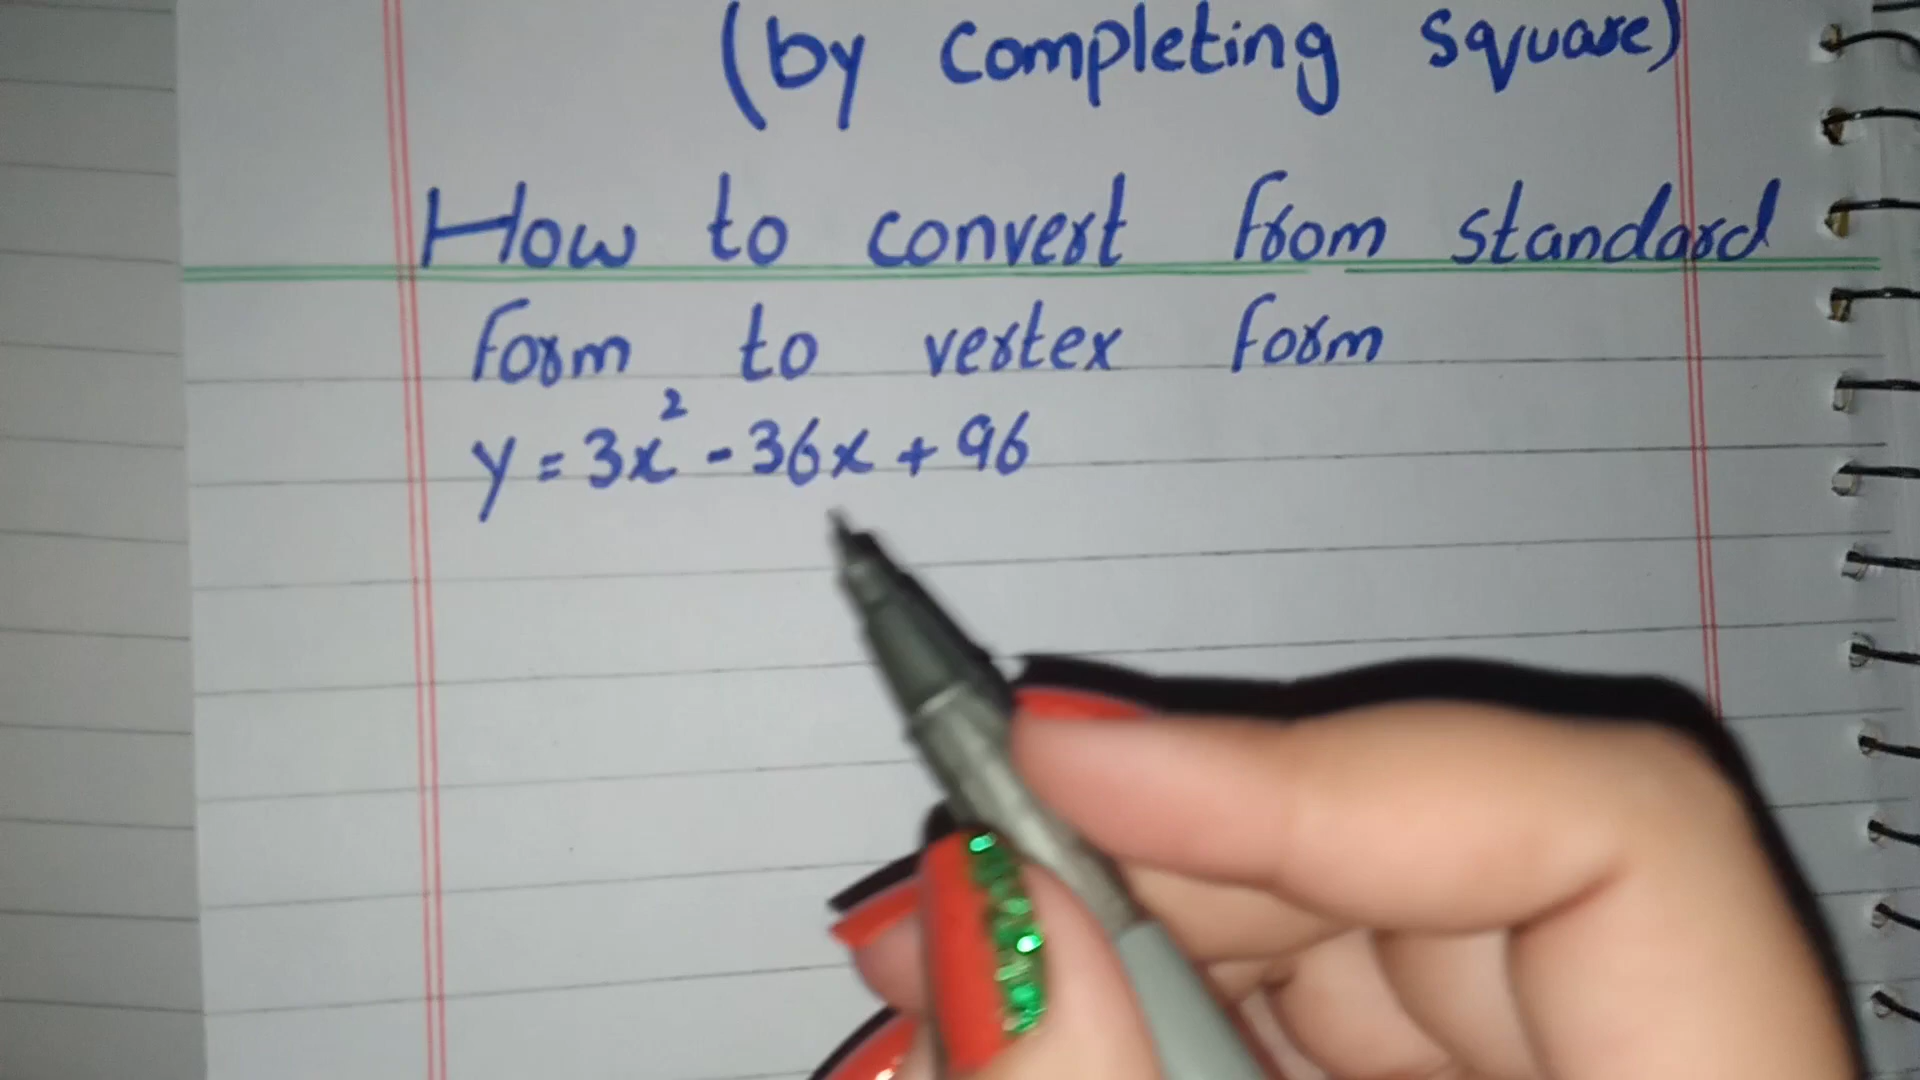 (by completing square)
How to convert from standard
form to vertex form
y = 3x² - 36x + 96